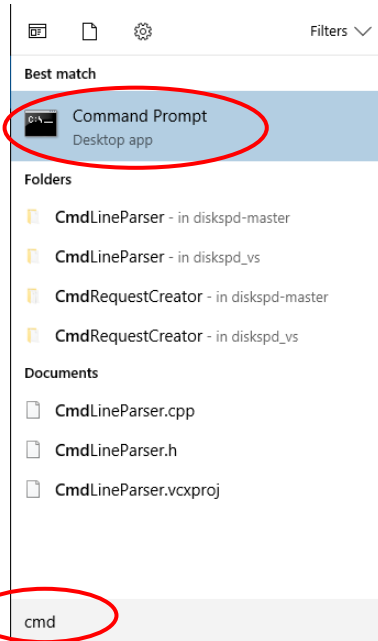 Filters
Best match
C:\_
Command Prompt
Desktop app
Folders
CmdLineParser - in diskspd-master
CmdLineParser - in diskspd_vs
CmdRequestCreator - in diskspd-master
CmdRequestCreator - in diskspd_vs
Documents
CmdLineParser.cpp
CmdLineParser.h
CmdLineParser.vcxproj
cmd